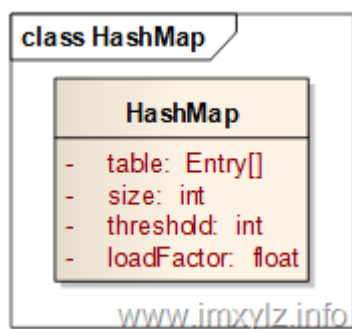 class HashMap
HashMap
- table: Entry[]
- size: int
- threshold: int
- loadFactor: float
www.imxylz.info